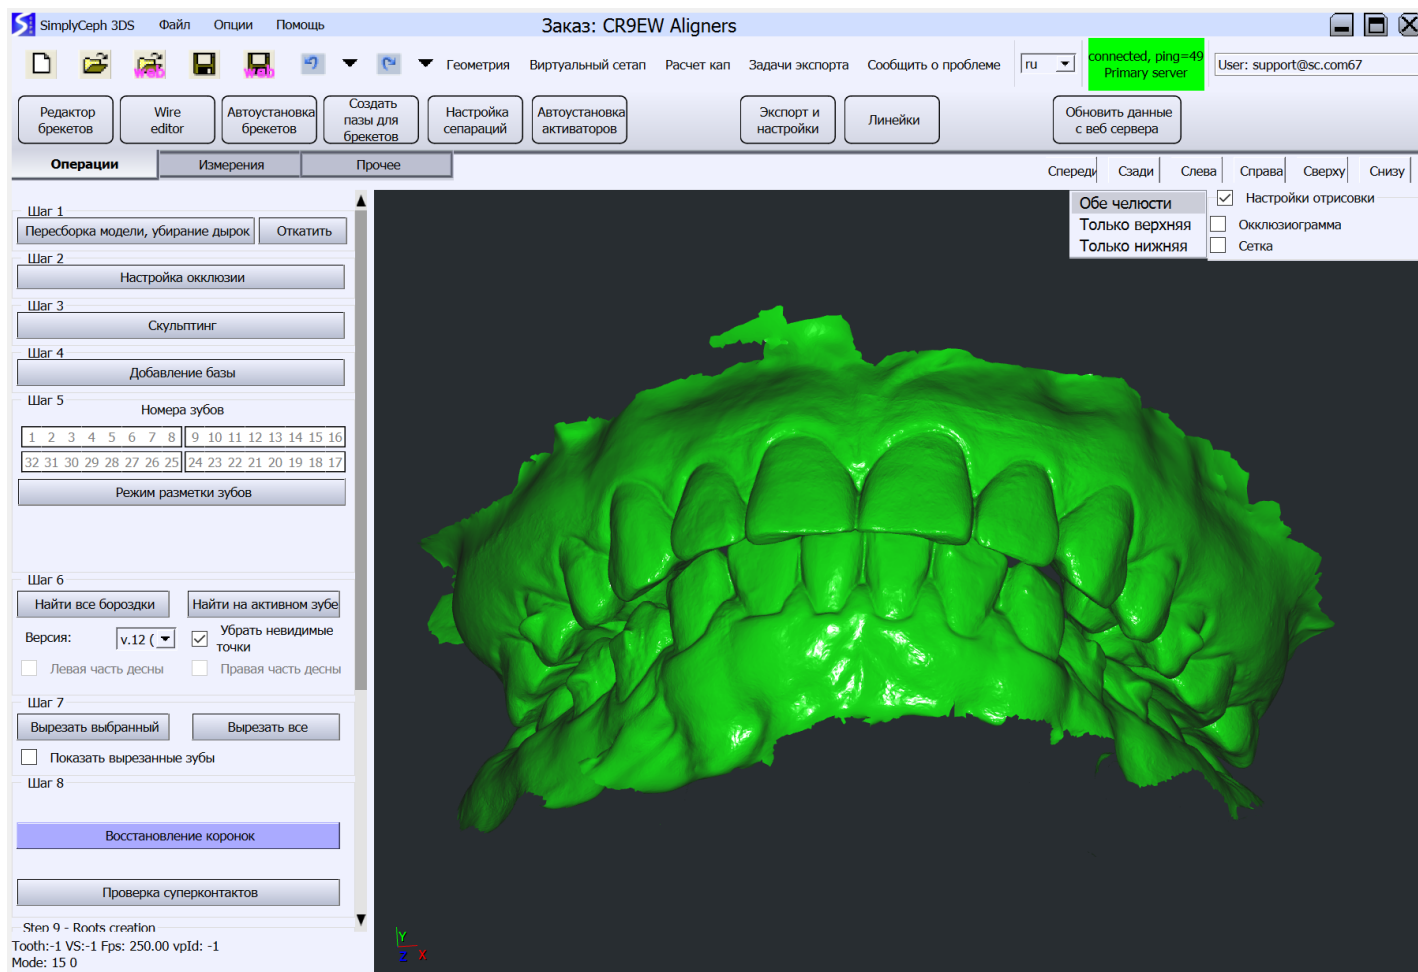 SimplyCeph 3DS Файл Опции Помощь Заказ: CR9EW Aligners
web web Геометрия Виртуальный сетап Расчет кап Задачи экспорта Сообщить о проблеме ru connected, ping=49 User: support@sc.com67
Primary server
Редактор брекетов
Wire editor
Автоустановка брекетов
Создать пазы для брекетов
Настройка сепараций
Автоустановка активаторов
Экспорт и настройки
Линейки
Обновить данные с веб сервера
Операции Измерения Прочее
Спереди Сзади Слева Справа Сверху Снизу
Обе челюсти
Только верхняя
Только нижняя
Настройки отрисовки
Окклюзиограмма
Сетка
Шаг 1
Пересборка модели, убирание дырок Откатить
Шаг 2
Настройка окклюзии
Шаг 3
Скульптинг
Шаг 4
Добавление базы
Шаг 5
Номера зубов
1 2 3 4 5 6 7 8 9 10 11 12 13 14 15 16
32 31 30 29 28 27 26 25 24 23 22 21 20 19 18 17
Режим разметки зубов
Шаг 6
Найти все бороздки Найти на активном зубе
Версия: v.12 ( Убрать невидимые
точки
Левая часть десны Правая часть десны
Шаг 7
Вырезать выбранный Вырезать все
Показать вырезанные зубы
Шаг 8
Восстановление коронок
Проверка суперконтактов
Step 9 - Roots creation
Tooth:-1 VS:-1 Fps: 250.00 vpId: -1
Mode: 15 0
Y
Z X